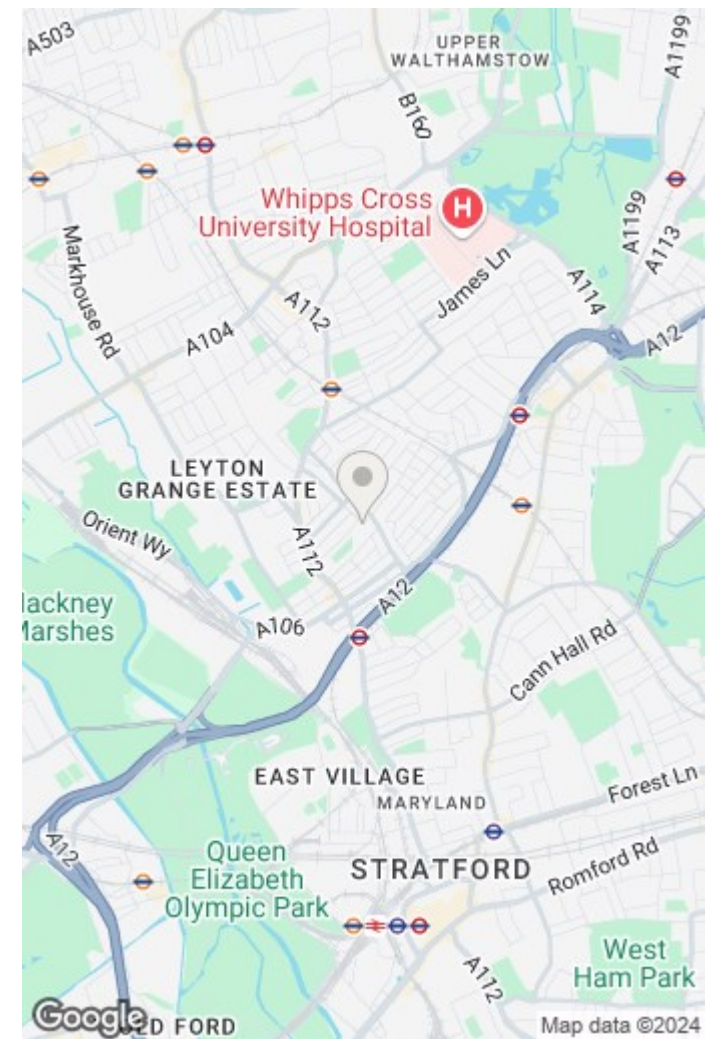 A503
UPPER
WALTHAMSTOW
A1199
B160
Whipps Cross
University Hospital
H
A1199
A113
Markhouse Rd
James Ln
A114
A112
A104
A12
LEYTON
GRANGE ESTATE
Orient Wy
A112
lackney
Marshes
A106
A12
Cann Hall Rd
EAST VILLAGE
MARYLAND
Forest Ln
A12
Queen
Elizabeth
Olympic Park
STRATFORD
Romford Rd
A112
West
Ham Park
Google
OLD FORD
Map data ©2024